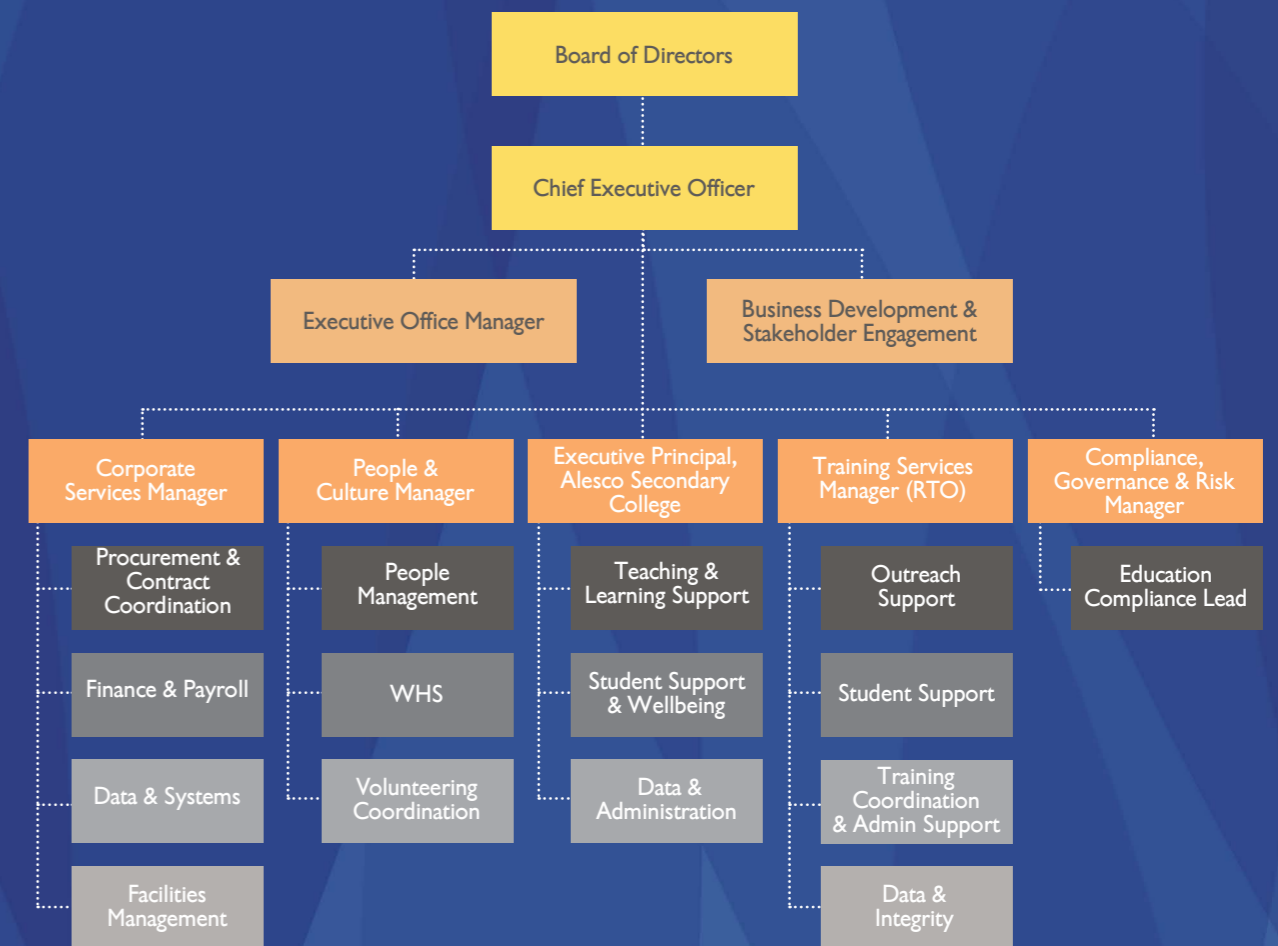 Board of Directors
Chief Executive Officer
Executive Office Manager
Business Development &
Stakeholder Engagement
Corporate
Services Manager
People &
Culture Manager
Executive Principal,
Alesco Secondary
College
Training Services
Manager (RTO)
Compliance,
Governance & Risk
Manager
Procurement &
Contract
Coordination
People
Management
Teaching &
Learning Support
Outreach
Support
Education
Compliance Lead
Finance & Payroll
WHS
Student Support
& Wellbeing
Student Support
Data & Systems
Volunteering
Coordination
Data &
Administration
Training
Coordination
& Admin Support
Facilities
Management
Data &
Integrity